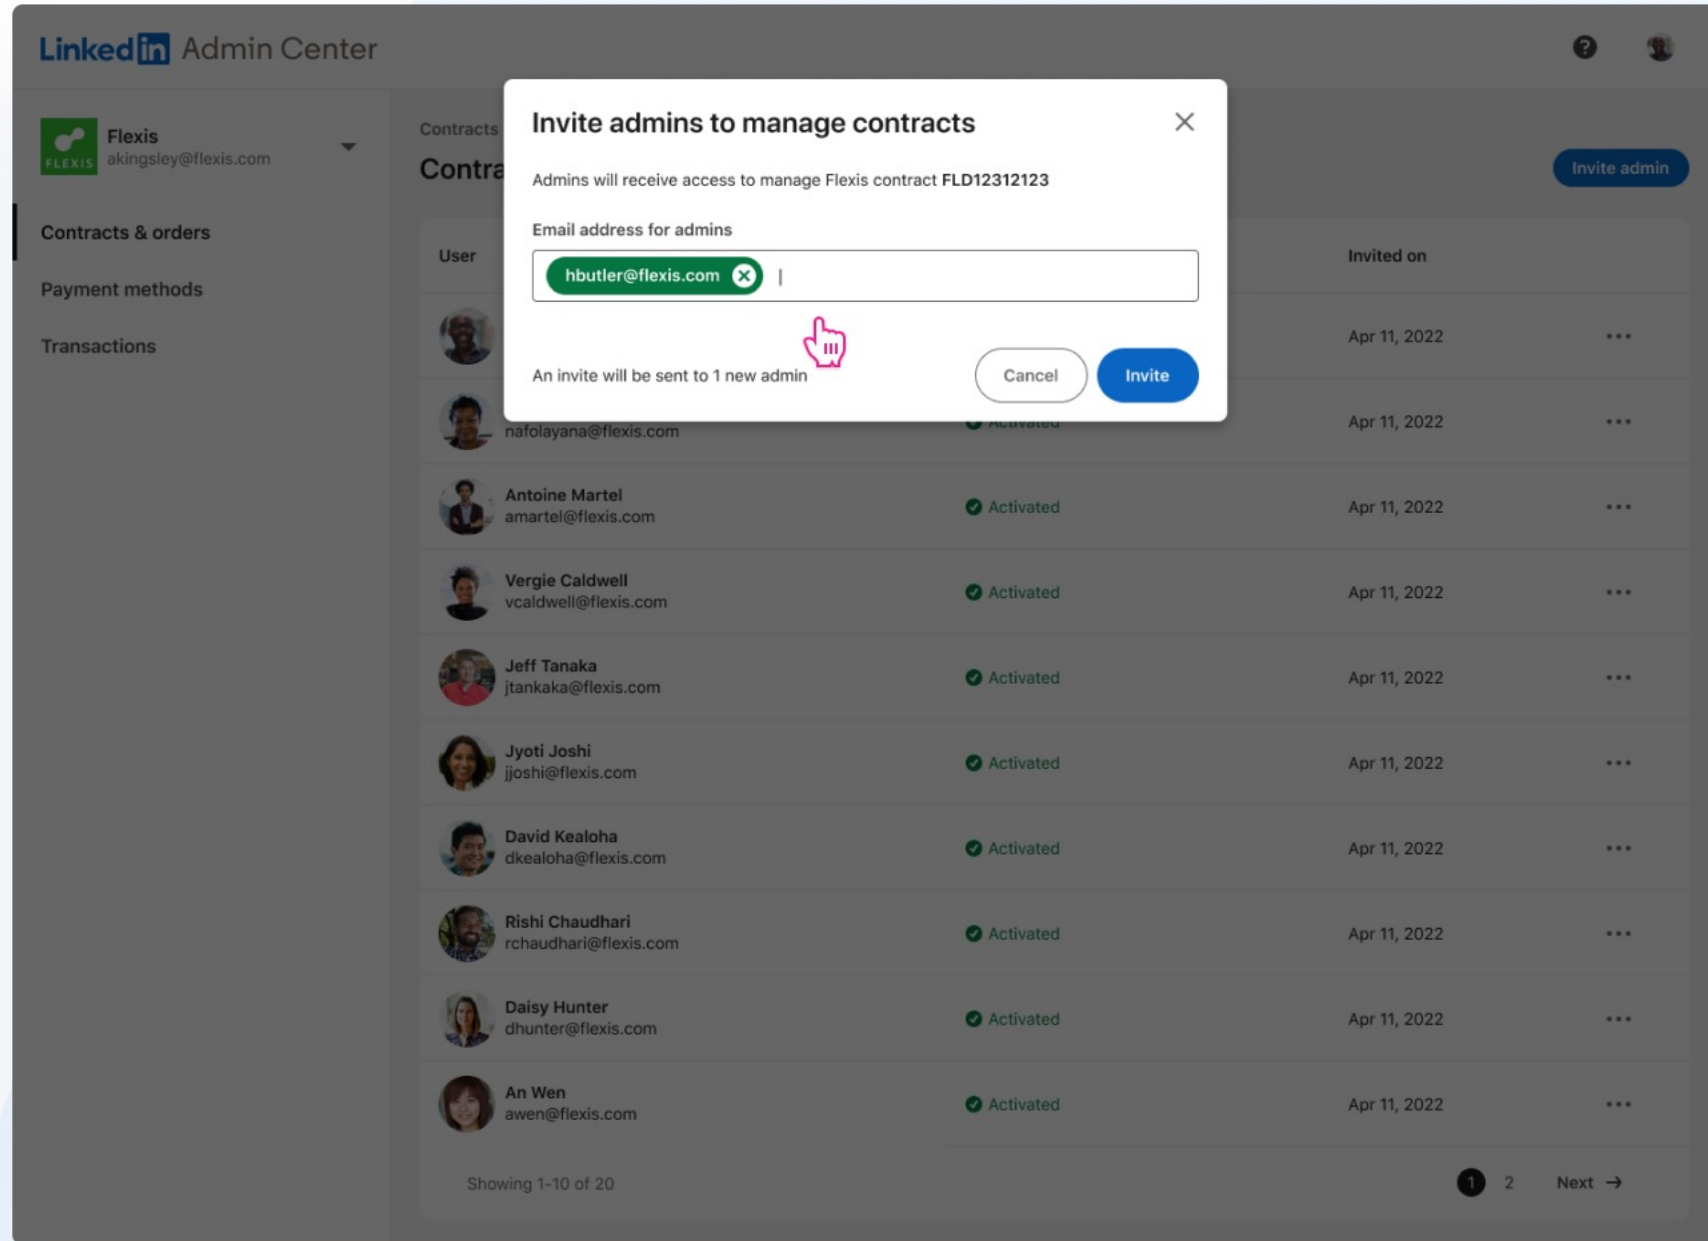 LinkedIn Admin Center
?
FLEXIS
Flexis
akingsley@flexis.com
Contracts & orders
Payment methods
Transactions
Contracts
Contra
Invite admin
Invite admins to manage contracts
Admins will receive access to manage Flexis contract FLD12312123
Email address for admins
hbutler@flexis.com
An invite will be sent to 1 new admin
Cancel
Invite
User
Invited on
Apr 11, 2022
nafolayana@flexis.com
Activated
Apr 11, 2022
Antoine Martel
amartel@flexis.com
Activated
Apr 11, 2022
Vergie Caldwell
vcaldwell@flexis.com
Activated
Apr 11, 2022
Jeff Tanaka
jtankaka@flexis.com
Activated
Apr 11, 2022
Jyoti Joshi
jjoshi@flexis.com
Activated
Apr 11, 2022
David Kealoha
dkealoha@flexis.com
Activated
Apr 11, 2022
Rishi Chaudhari
rchaudhari@flexis.com
Activated
Apr 11, 2022
Daisy Hunter
dhunter@flexis.com
Activated
Apr 11, 2022
An Wen
awen@flexis.com
Activated
Apr 11, 2022
Showing 1-10 of 20
1 2 Next →